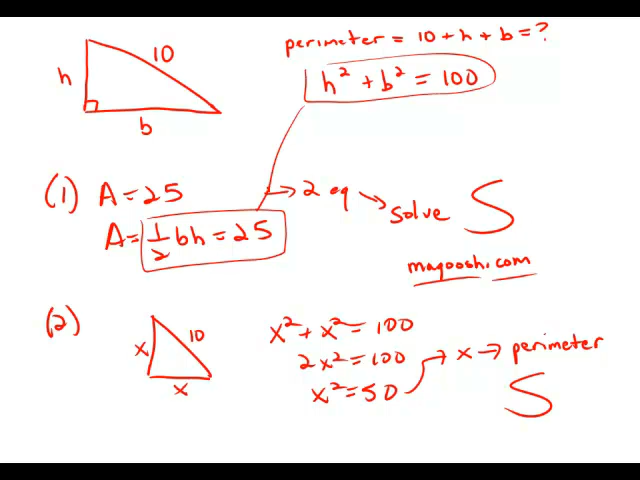 perimeter = 10 + h + b = ?
10
h
h² + b² = 100
b
(1) A = 25
→ 2 eq → solve S
A = 1/2 bh = 25
magooshi.com
(2)
10
x
x
x² + x² = 100
2x² = 100 → x → perimeter
x² = 50
S